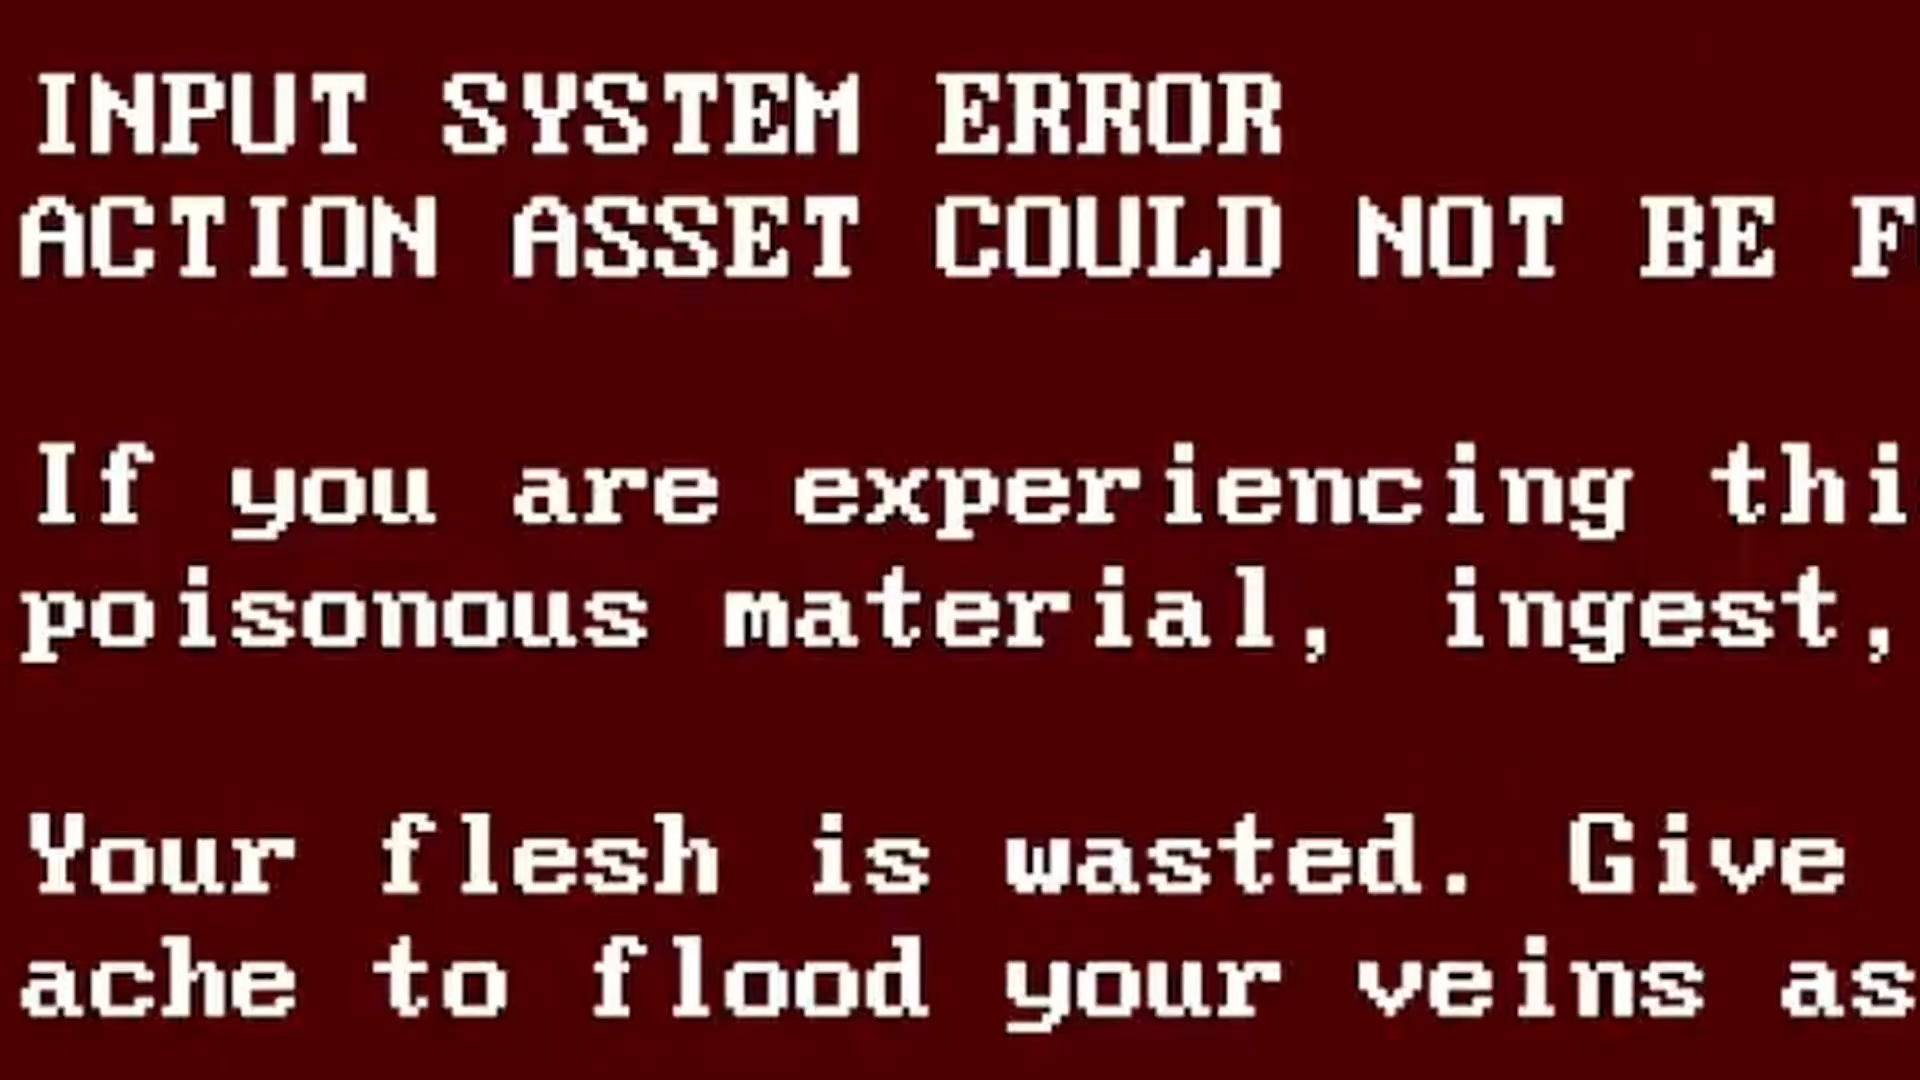 INPUT SYSTEM ERROR
ACTION ASSET COULD NOT BE F
If you are experiencing thi
poisonous material, ingest,
Your flesh is wasted. Give
ache to flood your veins as